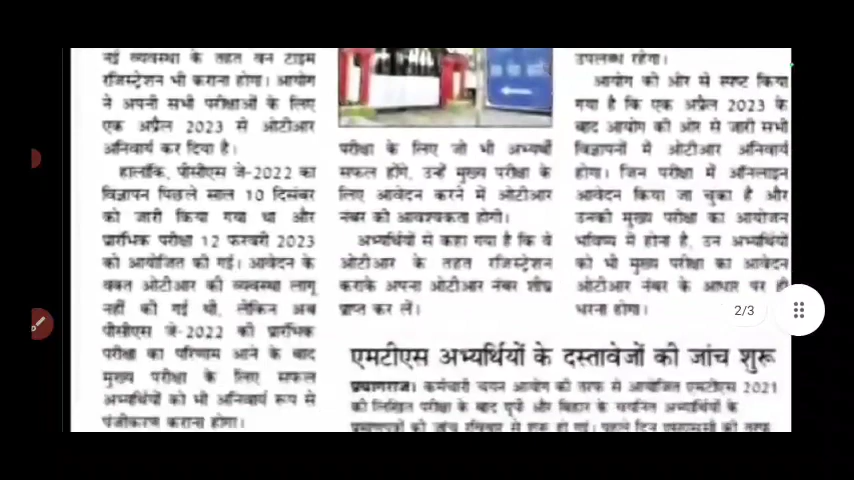 नई व्यवस्था के तहत वन टाइम
रजिस्ट्रेशन भी कराना होगा। आयोग
ने अपनी सभी परीक्षाओं के लिए
एक अप्रैल 2023 से ओटीआर
अनिवार्य कर दिया है।
हालांकि, पीसीएस जे-2022 का
विज्ञापन पिछले साल 10 दिसंबर
को जारी किया गया था और
प्रारंभिक परीक्षा 12 फरवरी 2023
को आयोजित की गई। आवेदन के
वक्त ओटीआर की व्यवस्था लागू
नहीं की गई थी, लेकिन अब
पीसीएस जे-2022 की प्रारंभिक
परीक्षा का परिणाम आने के बाद
मुख्य परीक्षा के लिए सफल
अभ्यर्थियों को भी अनिवार्य रूप से
पंजीकरण कराना होगा।
परीक्षा के लिए जो भी अभ्यर्थी
सफल होंगे, उन्हें मुख्य परीक्षा के
लिए आवेदन करने में ओटीआर
नंबर की आवश्यकता होगी।
अभ्यर्थियों से कहा गया है कि वे
ओटीआर के तहत रजिस्ट्रेशन
कराके अपना ओटीआर नंबर शीघ्र
प्राप्त कर लें।
उपलब्ध रहेगा।
आयोग की ओर से स्पष्ट किया
गया है कि एक अप्रैल 2023 के
बाद आयोग की ओर से जारी सभी
विज्ञापनों में ओटीआर अनिवार्य
होगा। जिन परीक्षा में ऑनलाइन
आवेदन किया जा चुका है और
उनकी मुख्य परीक्षा का आयोजन
भविष्य में होना है, उन अभ्यर्थियों
को भी मुख्य परीक्षा का आवेदन
ओटीआर नंबर के आधार पर ही
भरना होगा।
2/3
एमटीएस अभ्यर्थियों के दस्तावेजों की जांच शुरू
प्रयागराज। कर्मचारी चयन आयोग की तरफ से आयोजित एमटीएस 2021
की लिखित परीक्षा के बाद यूपी और बिहार के चयनित अभ्यर्थियों के
प्रमाणपत्रों की जांच रविवार से शुरू हो गई। पहले दिन एसएससी की तरफ